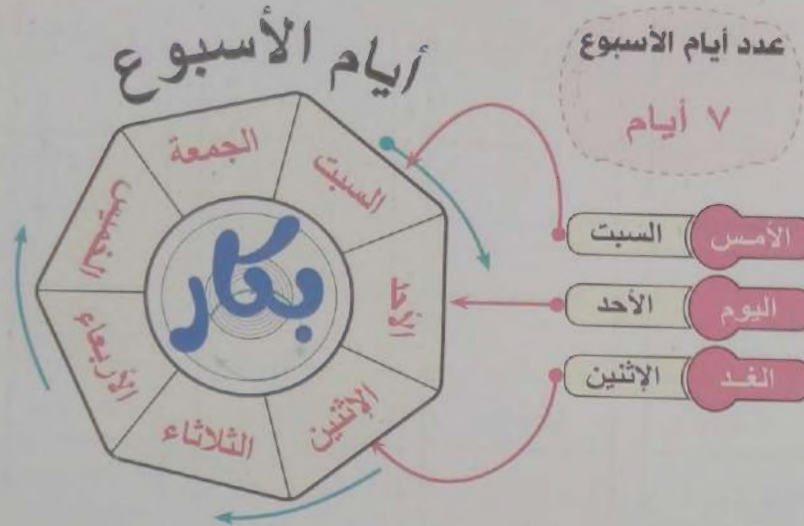 أيام الأسبوع
عدد أيام الأسبوع
٧ أيام
الأمس السبت
اليوم الأحد
الغد الإثنين
السبت
الأحد
الإثنين
الثلاثاء
الأربعاء
الخميس
الجمعة
بكار